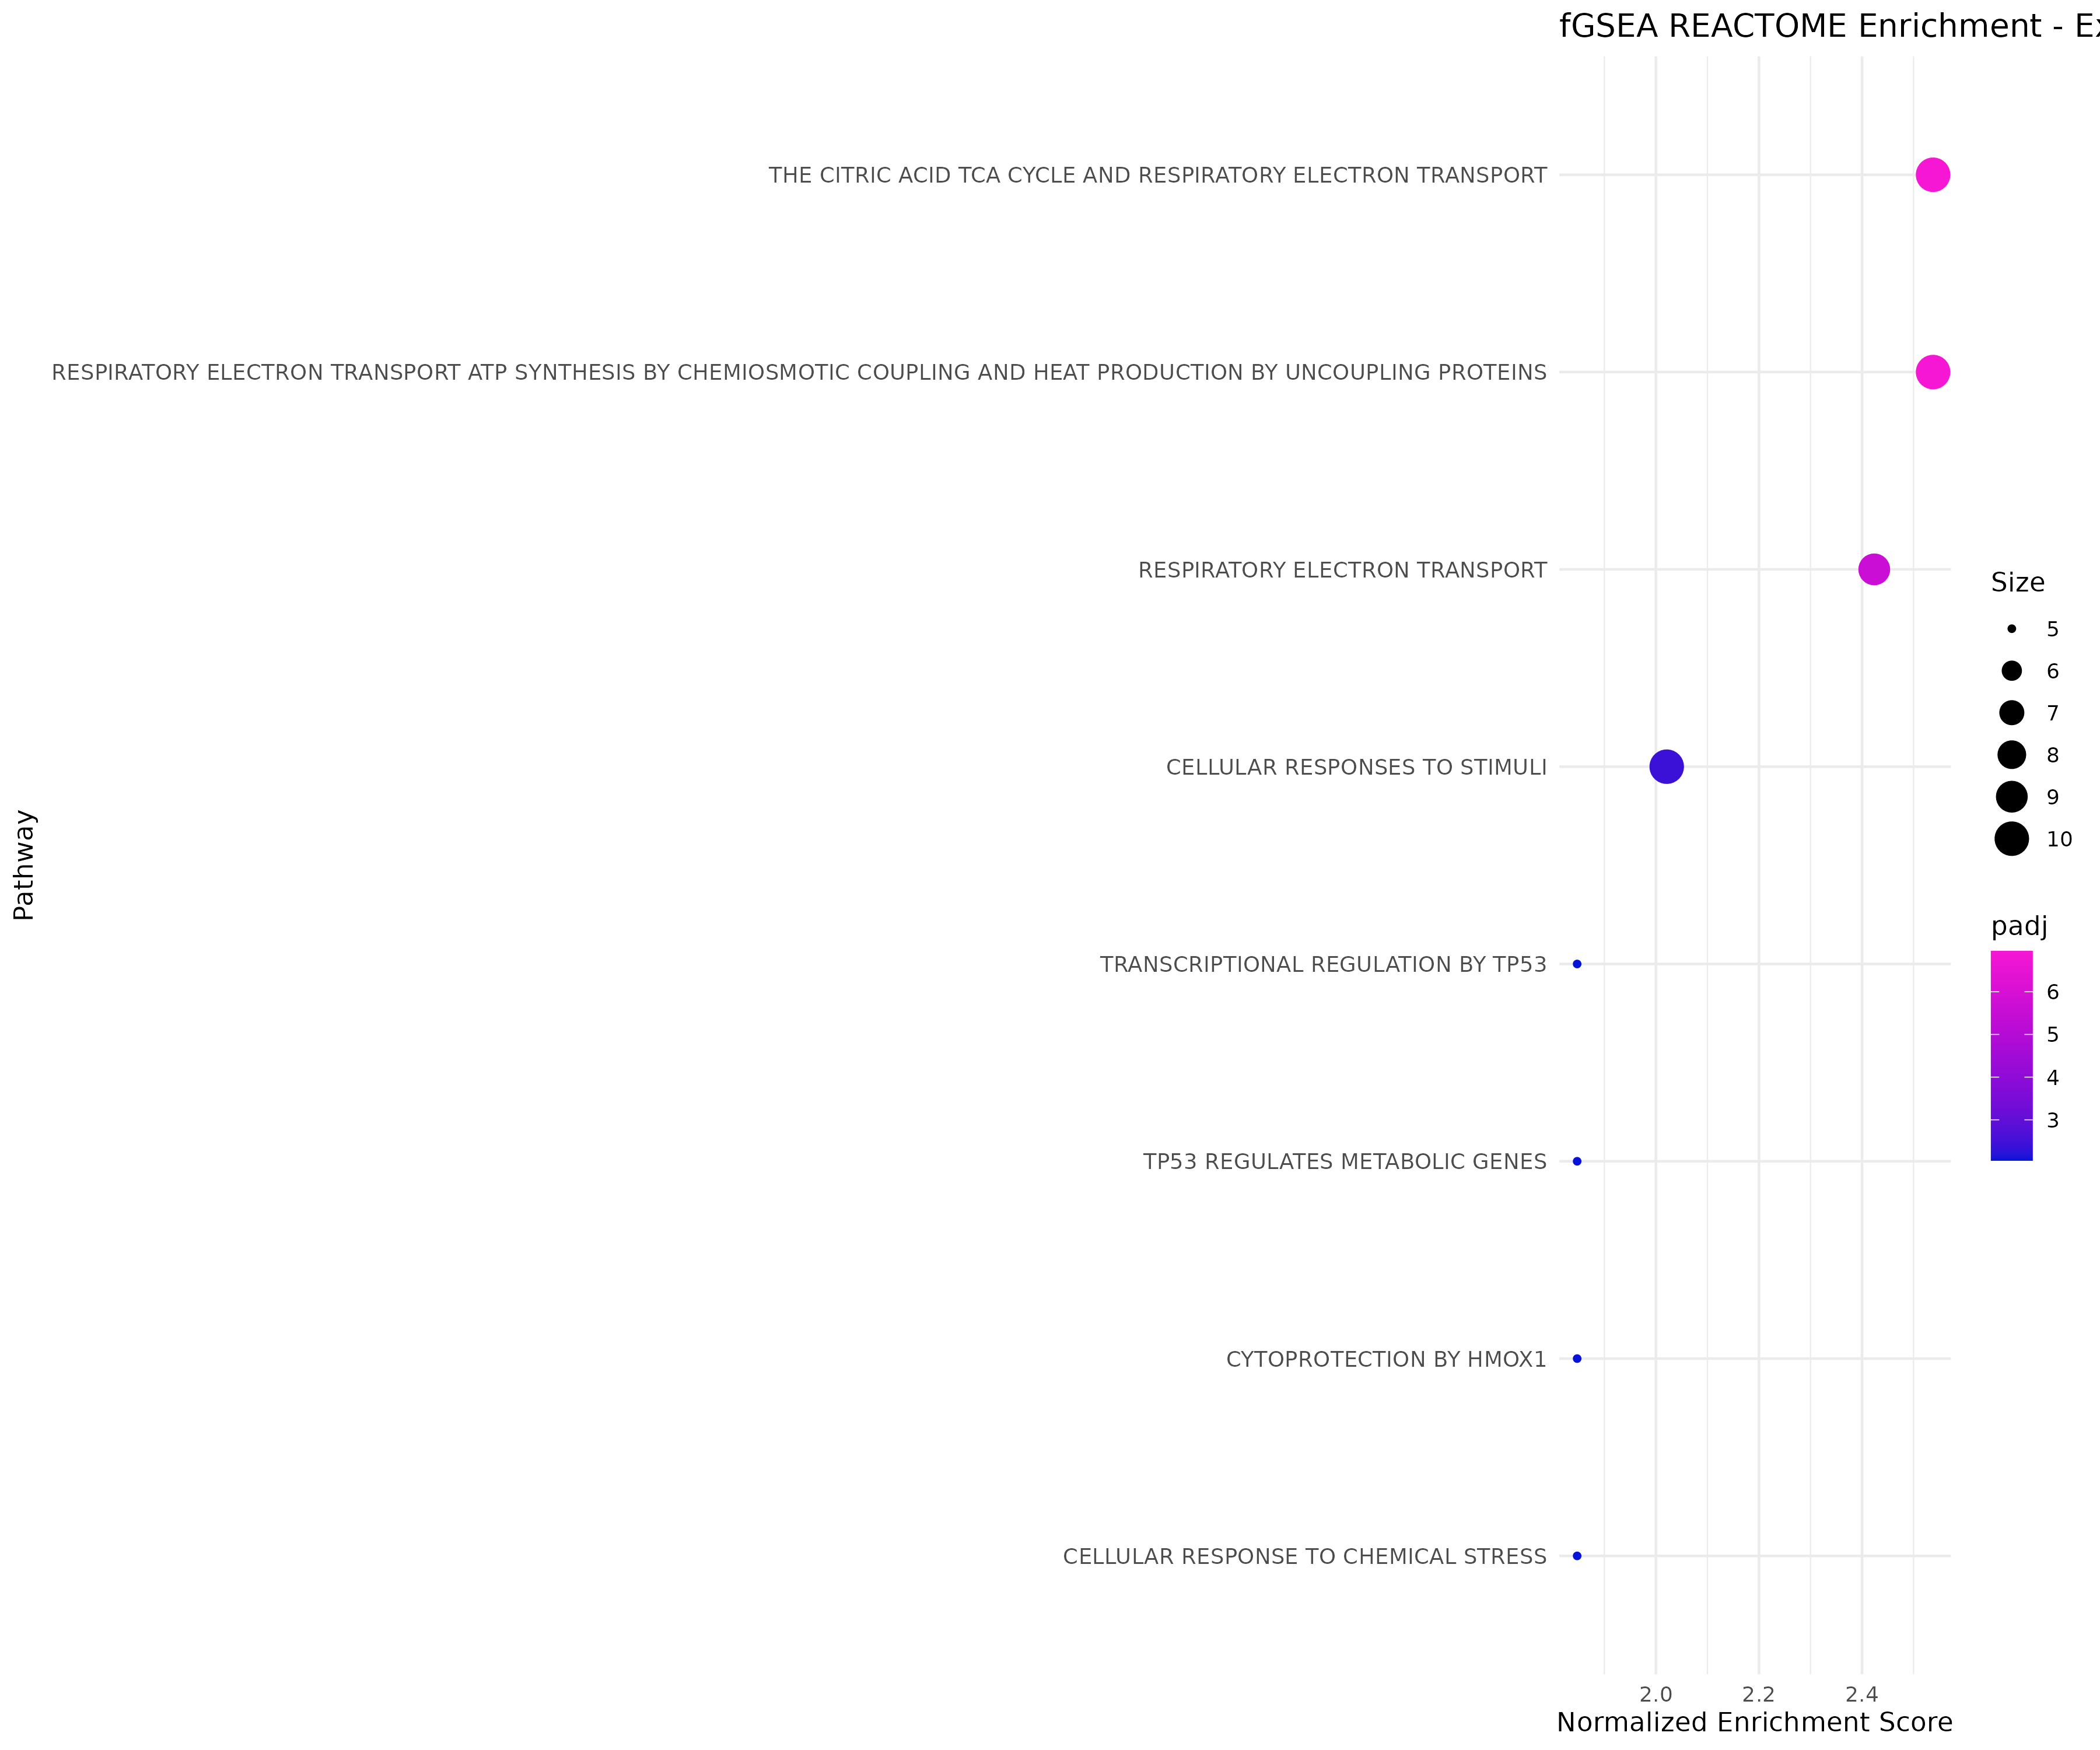 fGSEA REACTOME Enrichment - Ex
THE CITRIC ACID TCA CYCLE AND RESPIRATORY ELECTRON TRANSPORT
RESPIRATORY ELECTRON TRANSPORT ATP SYNTHESIS BY CHEMIOSMOTIC COUPLING AND HEAT PRODUCTION BY UNCOUPLING PROTEINS
RESPIRATORY ELECTRON TRANSPORT
CELLULAR RESPONSES TO STIMULI
TRANSCRIPTIONAL REGULATION BY TP53
TP53 REGULATES METABOLIC GENES
CYTOPROTECTION BY HMOX1
CELLULAR RESPONSE TO CHEMICAL STRESS
Pathway
2.0 2.2 2.4
Normalized Enrichment Score
Size
5
6
7
8
9
10
padj
6
5
4
3